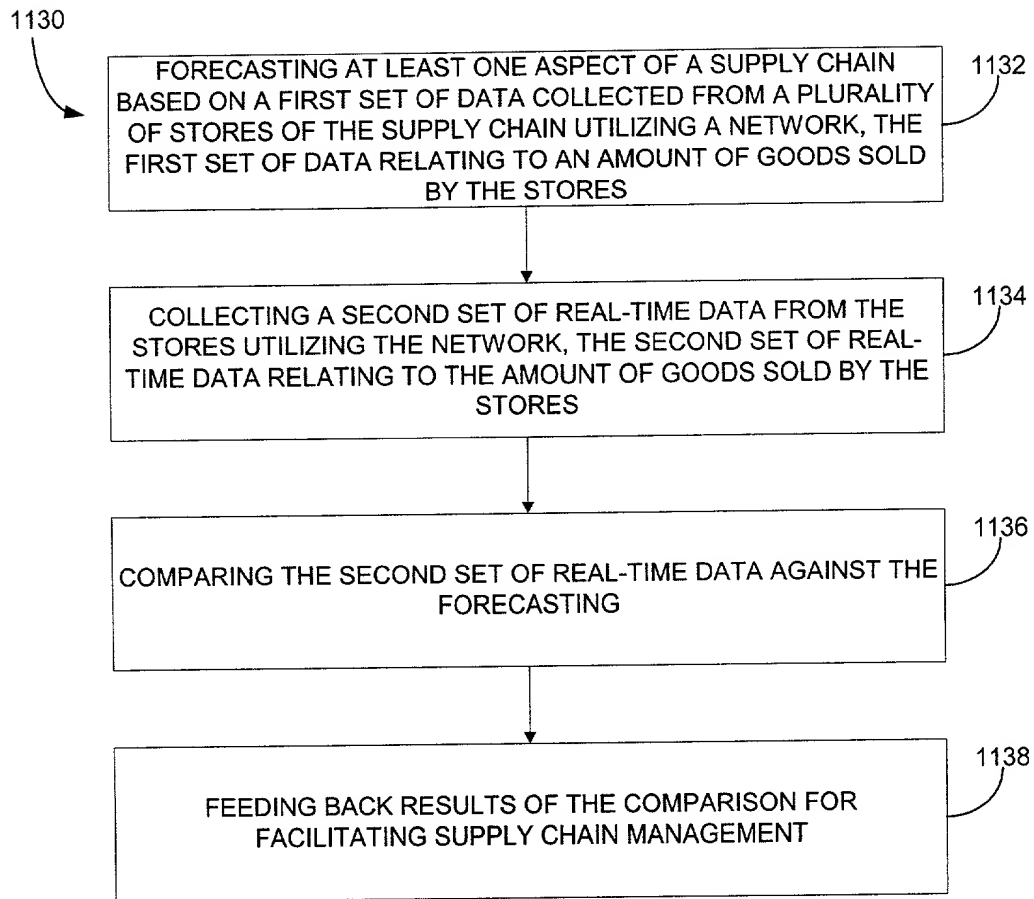 1130
FORECASTING AT LEAST ONE ASPECT OF A SUPPLY CHAIN
BASED ON A FIRST SET OF DATA COLLECTED FROM A PLURALITY
OF STORES OF THE SUPPLY CHAIN UTILIZING A NETWORK, THE
FIRST SET OF DATA RELATING TO AN AMOUNT OF GOODS SOLD
BY THE STORES
1132
COLLECTING A SECOND SET OF REAL-TIME DATA FROM THE
STORES UTILIZING THE NETWORK, THE SECOND SET OF REAL-
TIME DATA RELATING TO THE AMOUNT OF GOODS SOLD BY THE
STORES
1134
COMPARING THE SECOND SET OF REAL-TIME DATA AGAINST THE
FORECASTING
1136
FEEDING BACK RESULTS OF THE COMPARISON FOR
FACILITATING SUPPLY CHAIN MANAGEMENT
1138